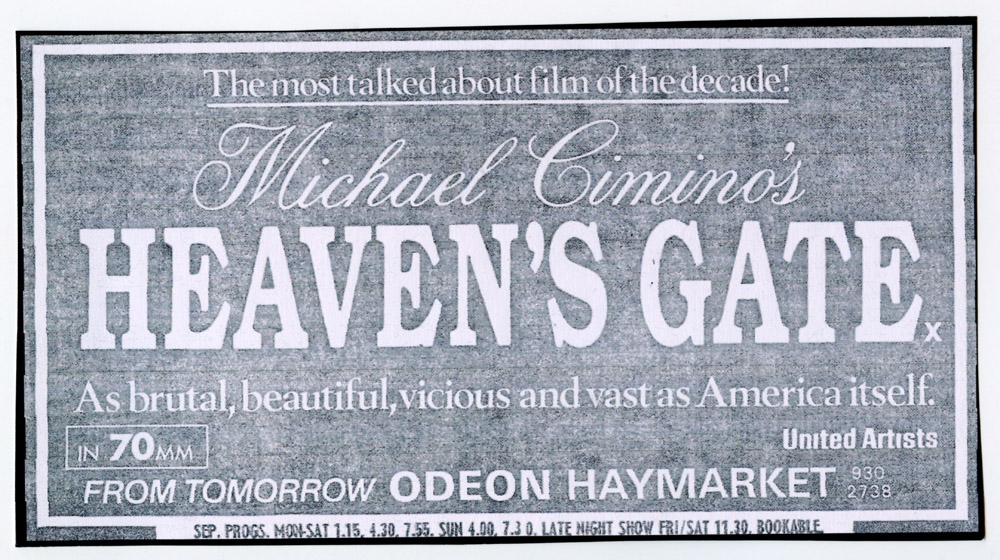 The most talked about film of the decade!
Michael Cimino's
HEAVEN'S GATE x
As brutal, beautiful, vicious and vast as America itself.
IN 70MM
United Artists
FROM TOMORROW ODEON HAYMARKET 930 2738
SEP. PROGS. MON-SAT 1.15, 4.30, 7.55. SUN 4.00, 7.3 0, LATE NIGHT SHOW FRI/SAT 11.30. BOOKABLE.